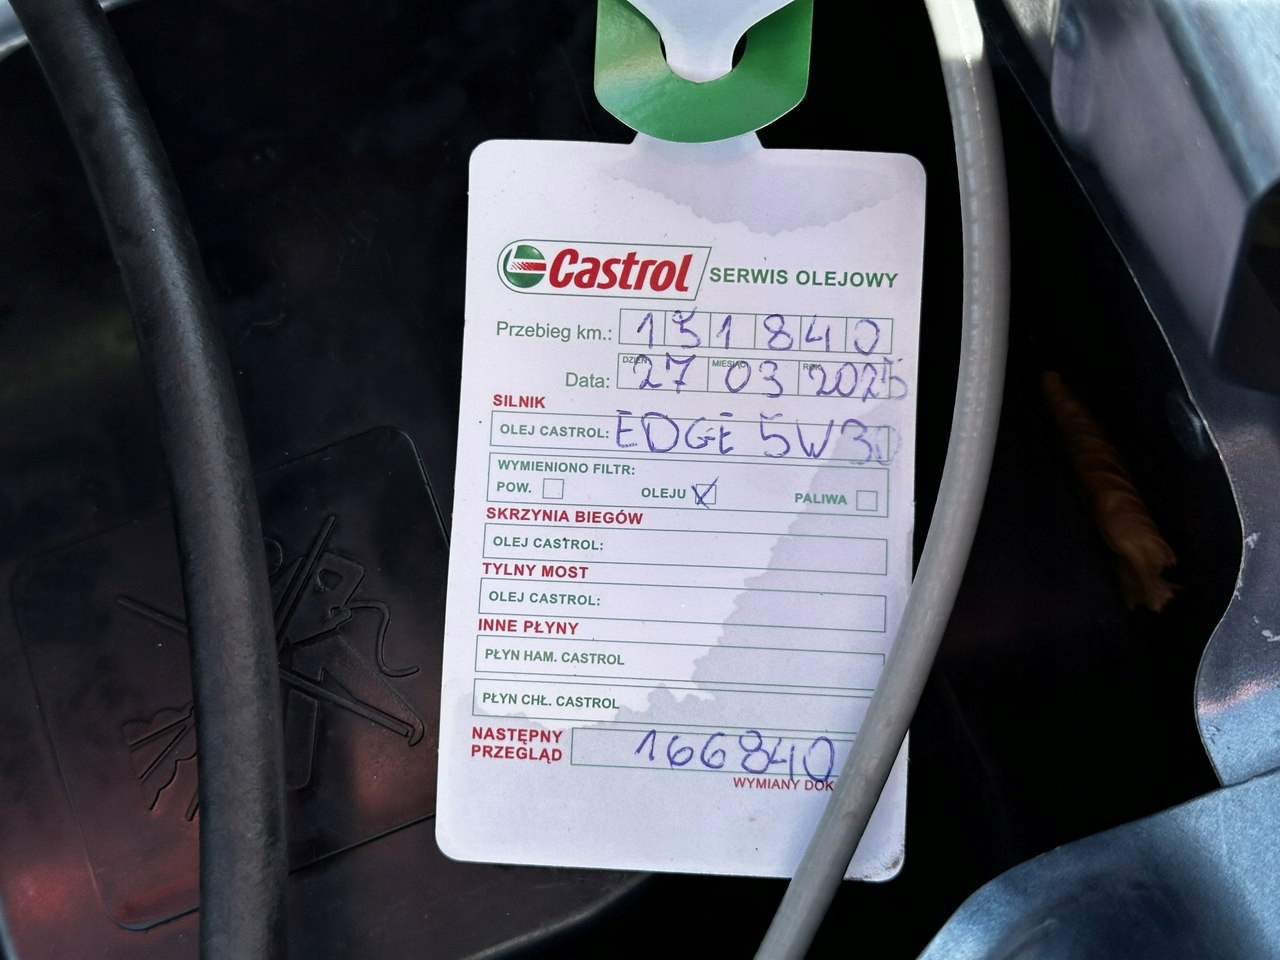 Castrol SERWIS OLEJOWY
Przebieg km.: 151840
DZIEŃ MIESIĄC ROK
Data: 27 03 2025
SILNIK
OLEJ CASTROL: EDGE 5W30
WYMIENIONO FILTR:
POW. OLEJU PALIWA
SKRZYNIA BIEGÓW
OLEJ CASTROL:
TYLNY MOST
OLEJ CASTROL:
INNE PŁYNY
PŁYN HAM. CASTROL
PŁYN CHŁ. CASTROL
NASTĘPNY
PRZEGLĄD 166840
WYMIANY DOK